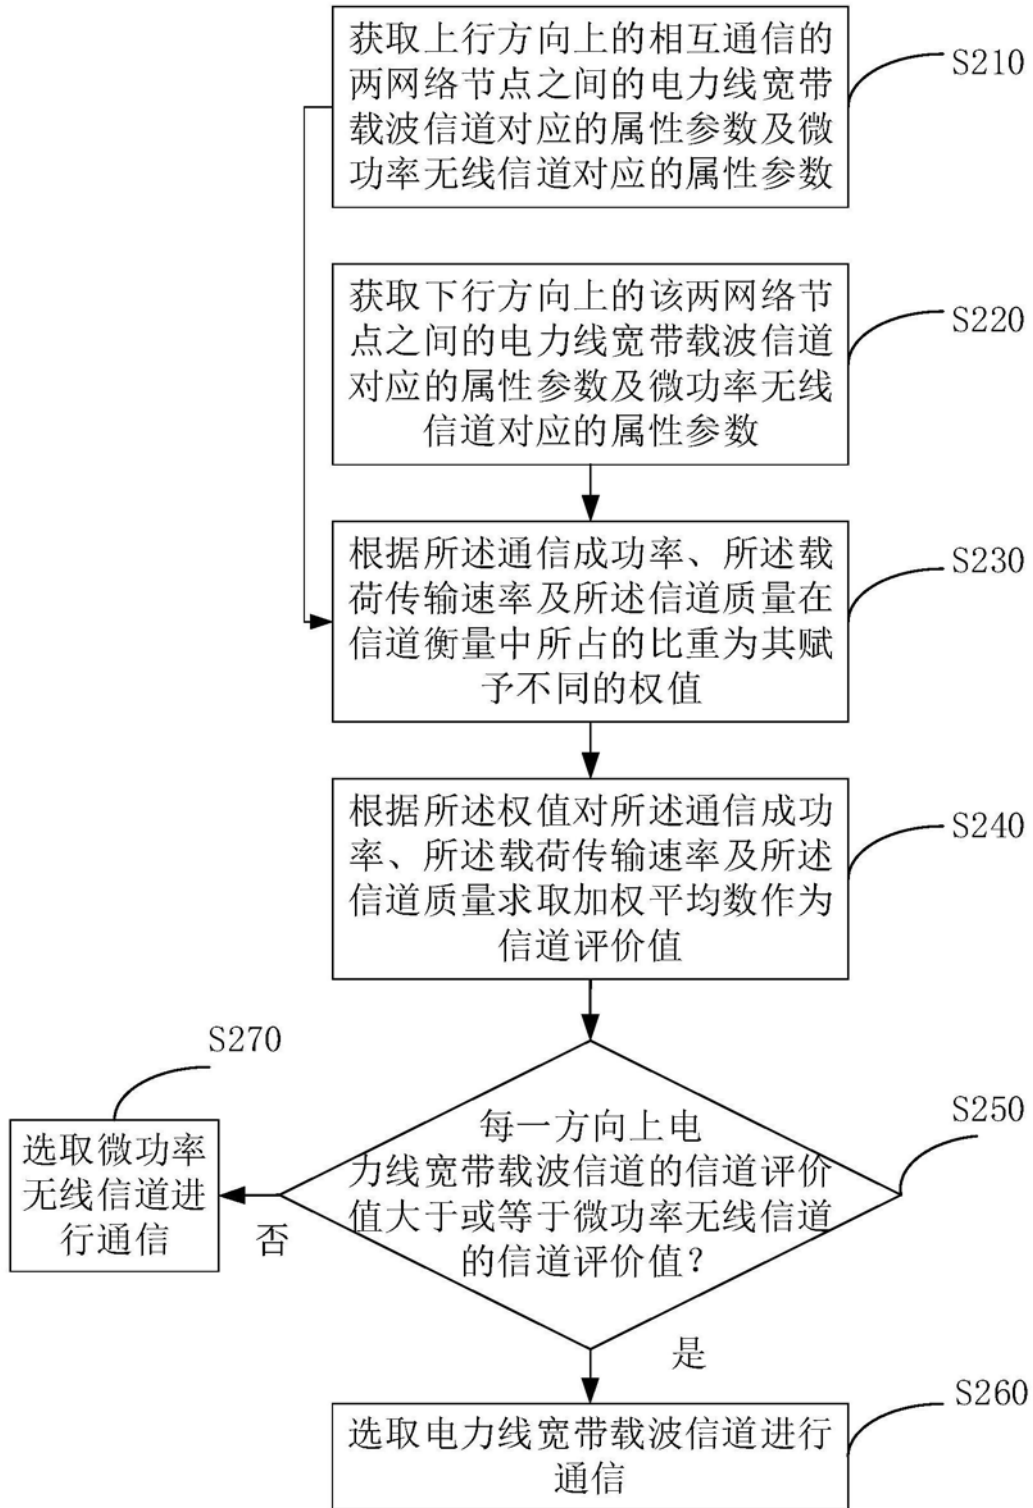 获取上行方向上的相互通信的
两网络节点之间的电力线宽带
载波信道对应的属性参数及微
功率无线信道对应的属性参数
S210
获取下行方向上的该两网络节
点之间的电力线宽带载波信道
对应的属性参数及微功率无线
信道对应的属性参数
S220
根据所述通信成功率、所述载
荷传输速率及所述信道质量在
信道衡量中所占的比重为其赋
予不同的权值
S230
根据所述权值对所述通信成功
率、所述载荷传输速率及所述
信道质量求取加权平均数作为
信道评价值
S240
每一方向上电
力线宽带载波信道的信道评价
值大于或等于微功率无线信道
的信道评价值？
S250
S270
选取微功率
无线信道进
行通信
否
是
选取电力线宽带载波信道进行
通信
S260